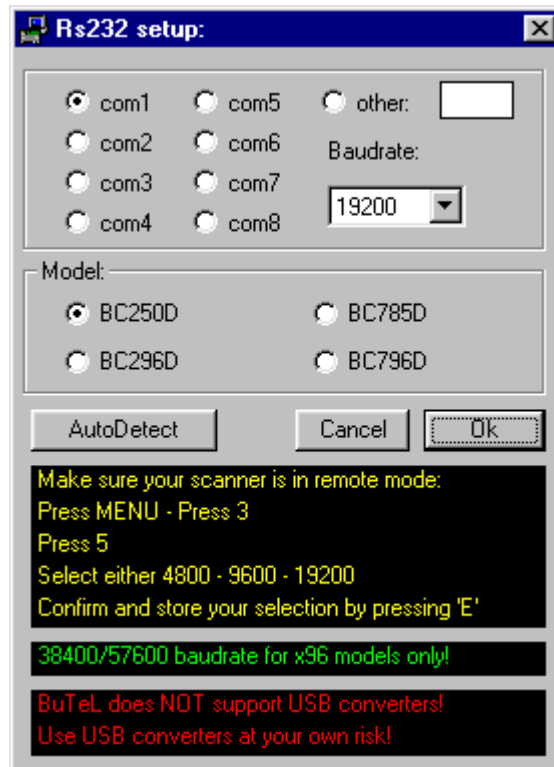 Rs232 setup:
com1 com5 other:
com2 com6 Baudrate:
com3 com7 19200
com4 com8
Model:
BC250D BC785D
BC296D BC796D
AutoDetect Cancel Ok
Make sure your scanner is in remote mode:
Press MENU - Press 3
Press 5
Select either 4800 - 9600 - 19200
Confirm and store your selection by pressing 'E'
38400/57600 baudrate for x96 models only!
BuTeL does NOT support USB converters!
Use USB converters at your own risk!